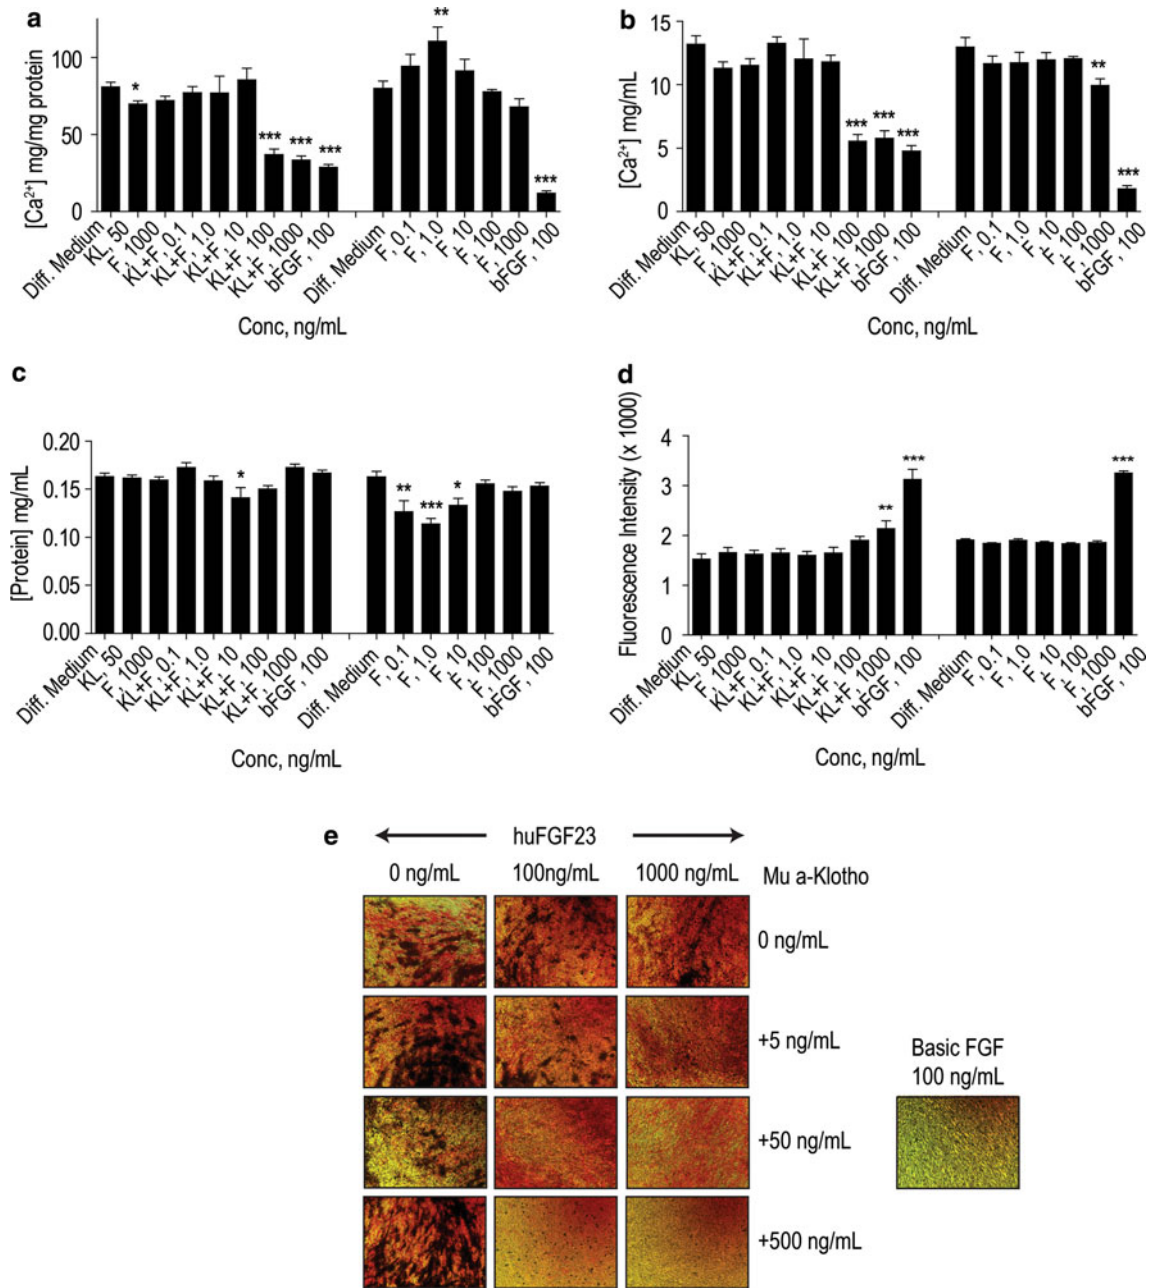 a
[Ca²⁺] mg/mg protein
100
50
0
*
***
***
***
**
***
Diff. Medium
KL, 50
F, 1000
KL+F, 0.1
KL+F, 1.0
KL+F, 10
KL+F, 100
KL+F, 1000
bFGF, 100
Diff. Medium
F, 0.1
F, 1.0
F, 10
F, 100
F, 1000
bFGF, 100
Conc, ng/mL
b
[Ca²⁺] mg/mL
15
10
5
0
***
***
***
**
***
Diff. Medium
KL, 50
F, 1000
KL+F, 0.1
KL+F, 1.0
KL+F, 10
KL+F, 100
KL+F, 1000
bFGF, 100
Diff. Medium
F, 0.1
F, 1.0
F, 10
F, 100
F, 1000
bFGF, 100
Conc, ng/mL
c
[Protein] mg/mL
0.20
0.15
0.10
0.05
0.00
*
**
***
*
Diff. Medium
KL, 50
F, 1000
KL+F, 0.1
KL+F, 1.0
KL+F, 10
KL+F, 100
KL+F, 1000
bFGF, 100
Diff. Medium
F, 0.1
F, 1.0
F, 10
F, 100
F, 1000
bFGF, 100
Conc, ng/mL
d
Fluorescence Intensity (x 1000)
4
3
2
1
0
**
***
***
Diff. Medium
KL, 50
F, 1000
KL+F, 0.1
KL+F, 1.0
KL+F, 10
KL+F, 100
KL+F, 1000
bFGF, 100
Diff. Medium
F, 0.1
F, 1.0
F, 10
F, 100
F, 1000
bFGF, 100
Conc, ng/mL
e
huFGF23
0 ng/mL
100ng/mL
1000 ng/mL
Mu a-Klotho
0 ng/mL
+5 ng/mL
+50 ng/mL
+500 ng/mL
Basic FGF
100 ng/mL